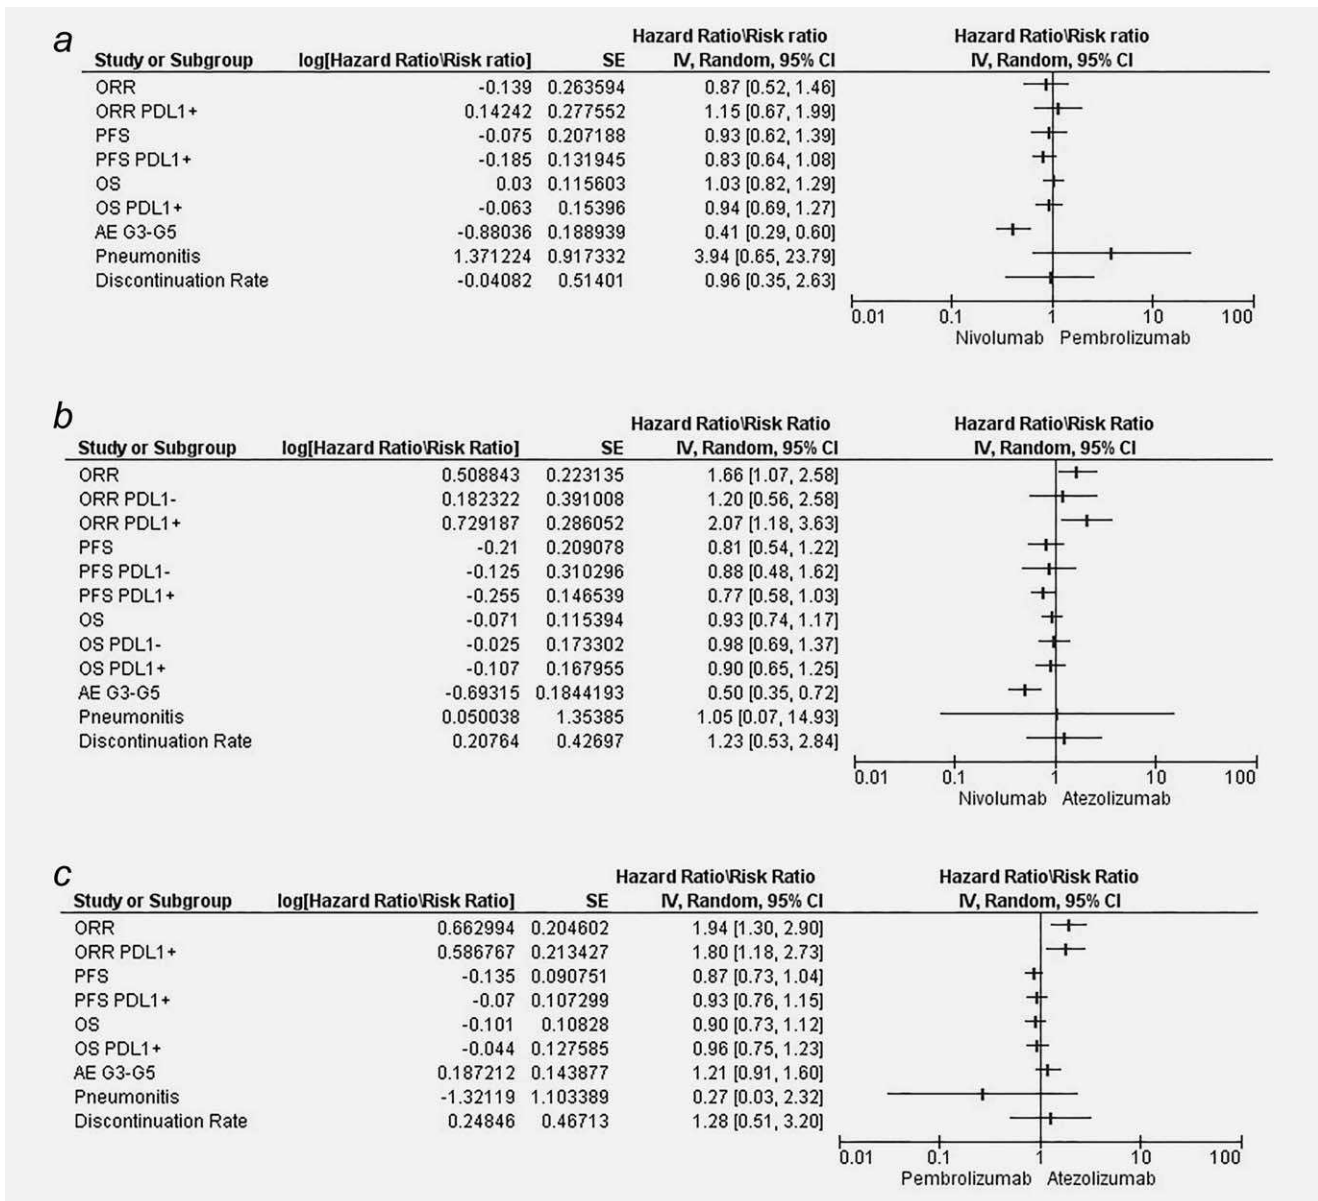 a
Hazard Ratio\Risk ratio Hazard Ratio\Risk ratio
Study or Subgroup log[Hazard Ratio\Risk ratio] SE IV, Random, 95% CI IV, Random, 95% CI
ORR -0.139 0.263594 0.87 [0.52, 1.46]
ORR PDL1+ 0.14242 0.277552 1.15 [0.67, 1.99]
PFS -0.075 0.207188 0.93 [0.62, 1.39]
PFS PDL1+ -0.185 0.131945 0.83 [0.64, 1.08]
OS 0.03 0.115603 1.03 [0.82, 1.29]
OS PDL1+ -0.063 0.15396 0.94 [0.69, 1.27]
AE G3-G5 -0.88036 0.188939 0.41 [0.29, 0.60]
Pneumonitis 1.371224 0.917332 3.94 [0.65, 23.79]
Discontinuation Rate -0.04082 0.51401 0.96 [0.35, 2.63]
0.01 0.1 1 10 100
Nivolumab Pembrolizumab
b
Hazard Ratio\Risk Ratio Hazard Ratio\Risk Ratio
Study or Subgroup log[Hazard Ratio\Risk Ratio] SE IV, Random, 95% CI IV, Random, 95% CI
ORR 0.508843 0.223135 1.66 [1.07, 2.58]
ORR PDL1- 0.182322 0.391008 1.20 [0.56, 2.58]
ORR PDL1+ 0.729187 0.286052 2.07 [1.18, 3.63]
PFS -0.21 0.209078 0.81 [0.54, 1.22]
PFS PDL1- -0.125 0.310296 0.88 [0.48, 1.62]
PFS PDL1+ -0.255 0.146539 0.77 [0.58, 1.03]
OS -0.071 0.115394 0.93 [0.74, 1.17]
OS PDL1- -0.025 0.173302 0.98 [0.69, 1.37]
OS PDL1+ -0.107 0.167955 0.90 [0.65, 1.25]
AE G3-G5 -0.69315 0.1844193 0.50 [0.35, 0.72]
Pneumonitis 0.050038 1.35385 1.05 [0.07, 14.93]
Discontinuation Rate 0.20764 0.42697 1.23 [0.53, 2.84]
0.01 0.1 1 10 100
Nivolumab Atezolizumab
c
Hazard Ratio\Risk Ratio Hazard Ratio\Risk Ratio
Study or Subgroup log[Hazard Ratio\Risk Ratio] SE IV, Random, 95% CI IV, Random, 95% CI
ORR 0.662994 0.204602 1.94 [1.30, 2.90]
ORR PDL1+ 0.586767 0.213427 1.80 [1.18, 2.73]
PFS -0.135 0.090751 0.87 [0.73, 1.04]
PFS PDL1+ -0.07 0.107299 0.93 [0.76, 1.15]
OS -0.101 0.10828 0.90 [0.73, 1.12]
OS PDL1+ -0.044 0.127585 0.96 [0.75, 1.23]
AE G3-G5 0.187212 0.143877 1.21 [0.91, 1.60]
Pneumonitis -1.32119 1.103389 0.27 [0.03, 2.32]
Discontinuation Rate 0.24846 0.46713 1.28 [0.51, 3.20]
0.01 0.1 1 10 100
Pembrolizumab Atezolizumab